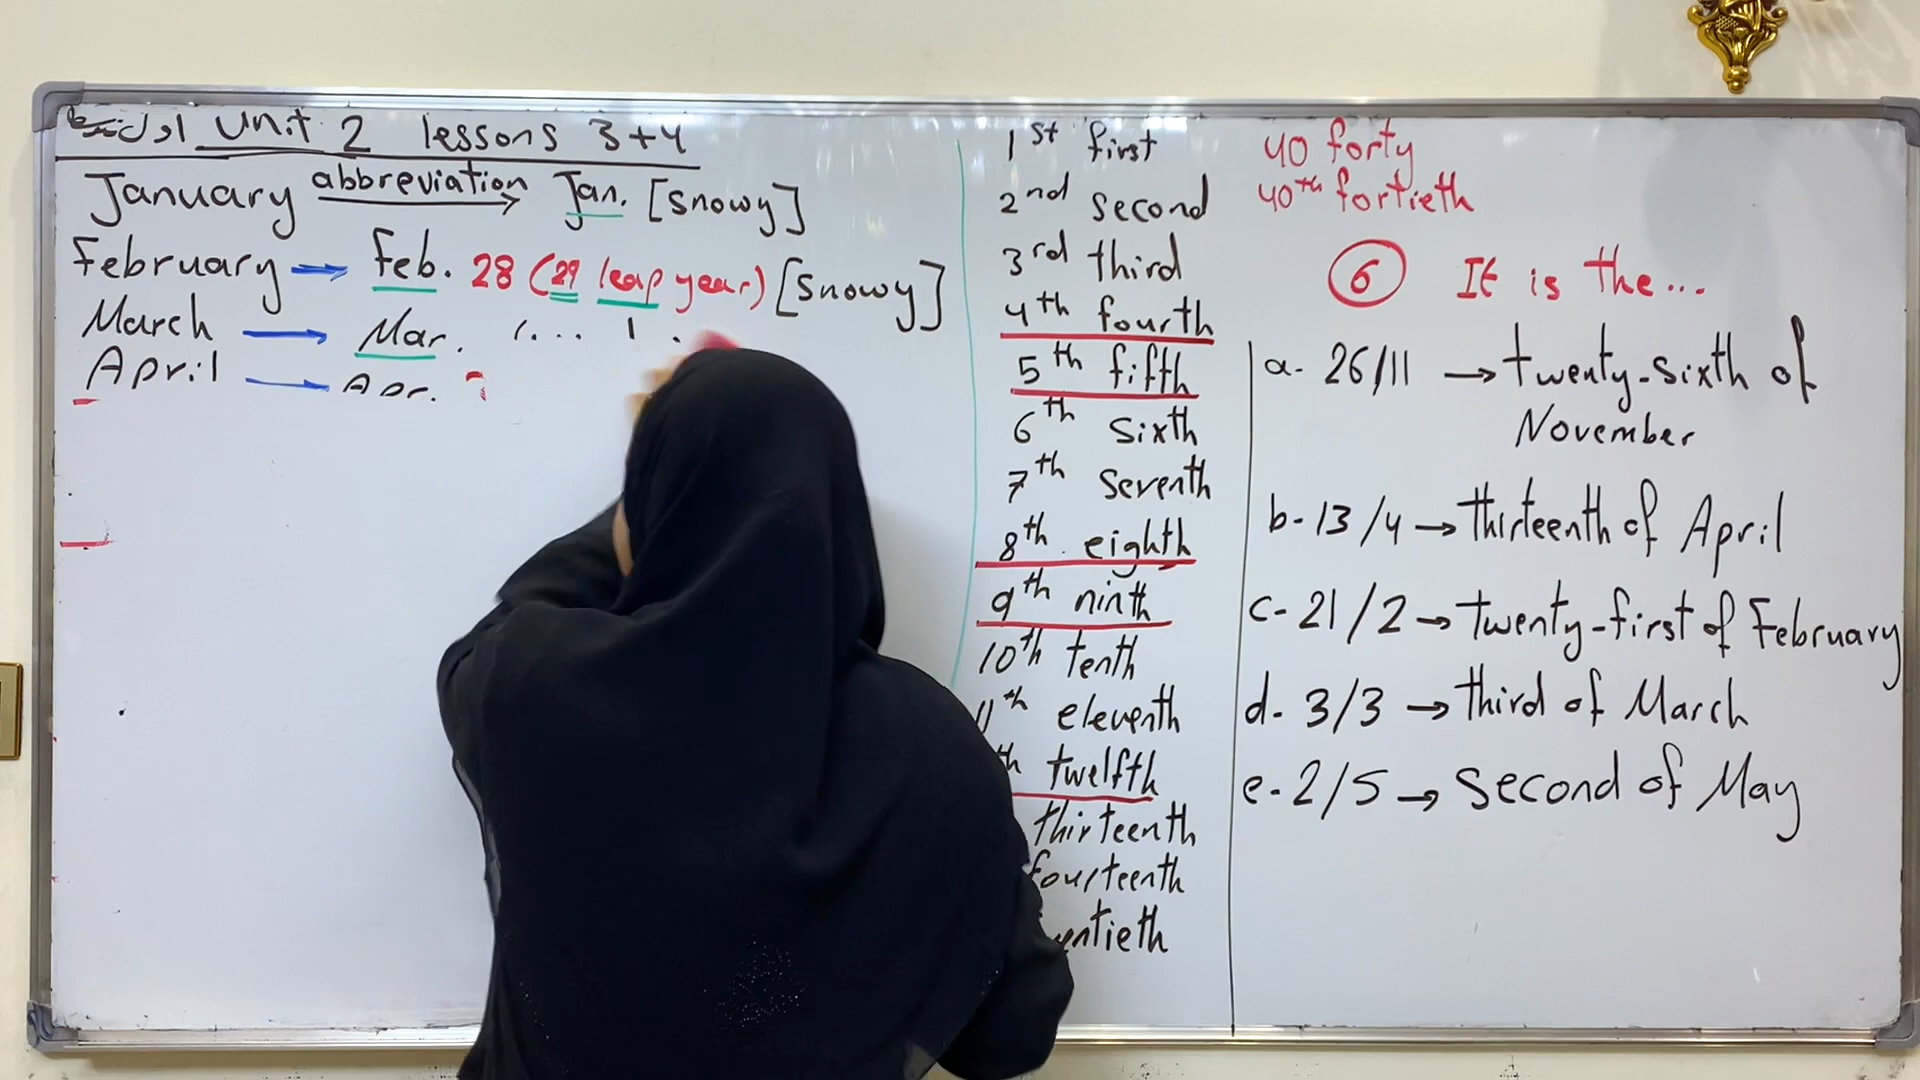 اول Unit 2 lessons 3+4
January abbreviation Jan. [snowy]
February → Feb. 28 (29 leap year) [snowy]
March → Mar.
April → Apr.
1st first
2nd second
3rd third
4th fourth
5th fifth
6th sixth
7th seventh
8th eighth
9th ninth
10th tenth
11th eleventh
th twelfth
thirteenth
fourteenth
40 forty
40th fortieth
6 It is the...
a- 26/11 → twenty-sixth of
November
b- 13/4 → thirteenth of April
c- 21/2 → twenty-first of February
d- 3/3 → third of March
e- 2/5 → second of May